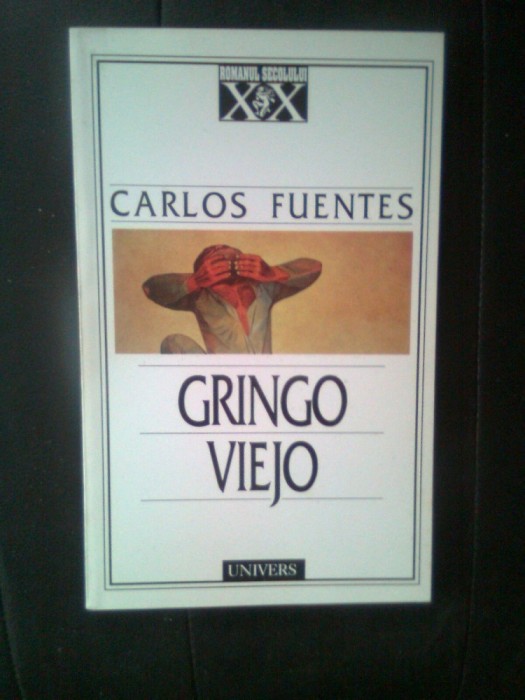 ROMANUL SECOLULUI
XX
CARLOS FUENTES
GRINGO
VIEJO
UNIVERS